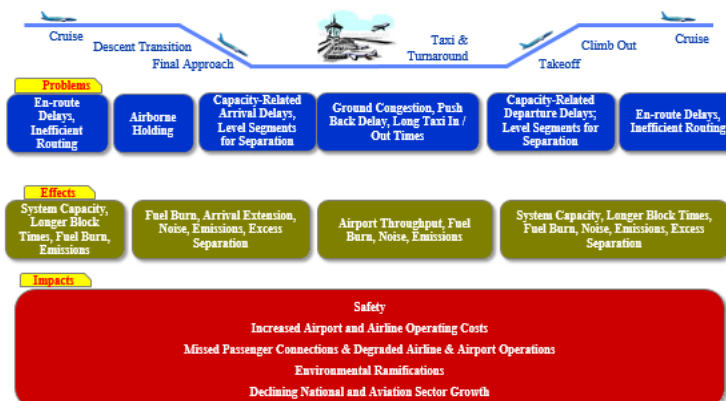 Cruise
Descent Transition
Final Approach
Taxi &
Turnaround
Takeoff
Climb Out
Cruise
Problems
En-route
Delays,
Inefficient
Routing
Airborne
Holding
Capacity-Related
Arrival Delays,
Level Segments
for Separation
Ground Congestion, Push
Back Delay, Long Taxi In /
Out Times
Capacity-Related
Departure Delays;
Level Segments for
Separation
En-route Delays,
Inefficient Routing
Effects
System Capacity,
Longer Block
Times, Fuel Burn,
Emissions
Fuel Burn, Arrival Extension,
Noise, Emissions, Excess
Separation
Airport Throughput, Fuel
Burn, Noise, Emissions
System Capacity, Longer Block Times,
Fuel Burn, Noise, Emissions, Excess
Separation
Impacts
Safety
Increased Airport and Airline Operating Costs
Missed Passenger Connections & Degraded Airline & Airport Operations
Environmental Ramifications
Declining National and Aviation Sector Growth